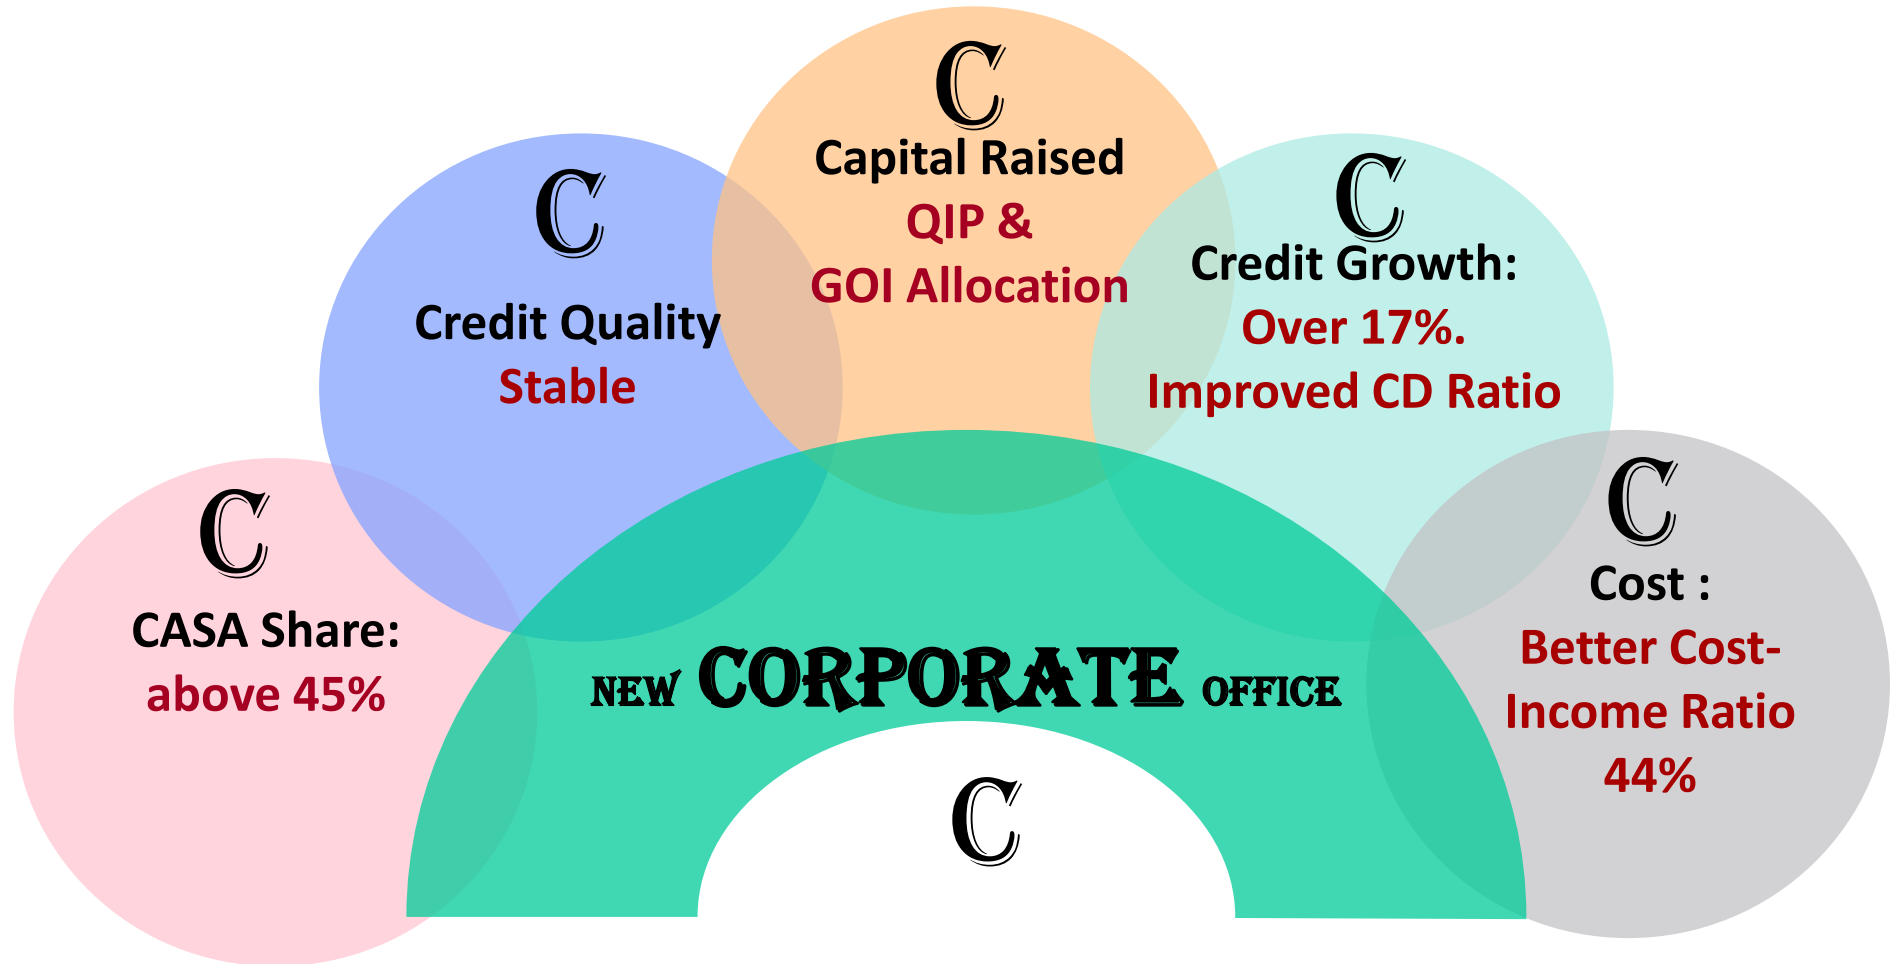 C
CASA Share:
above 45%
C
Credit Quality
Stable
C
Capital Raised
QIP &
GOI Allocation
C
Credit Growth:
Over 17%.
Improved CD Ratio
C
Cost :
Better Cost-
Income Ratio
44%
NEW CORPORATE OFFICE
C